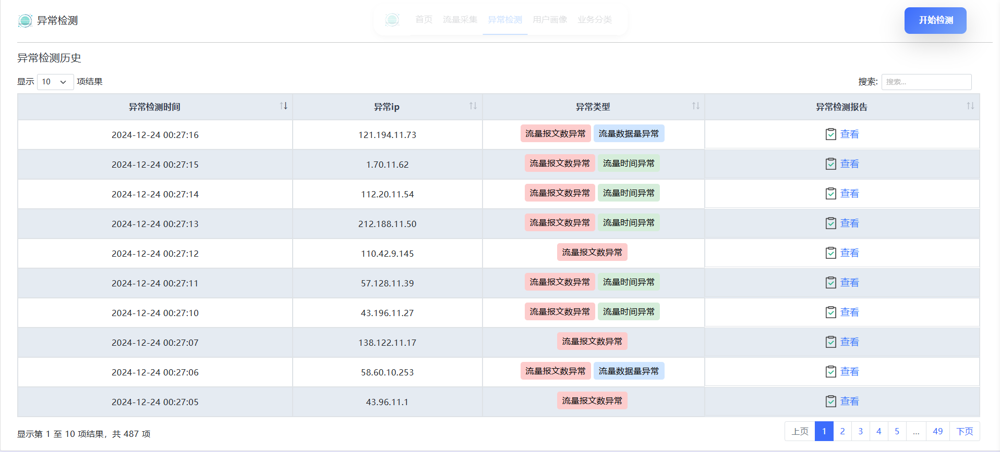 异常检测
首页 流量采集 异常检测 用户画像 业务分类
开始检测
异常检测历史
显示 10 项结果
搜索: 搜索...
异常检测时间 异常ip 异常类型 异常检测报告
2024-12-24 00:27:16 121.194.11.73 流量报文数异常 流量数据量异常 查看
2024-12-24 00:27:15 1.70.11.62 流量报文数异常 流量时间异常 查看
2024-12-24 00:27:14 112.20.11.54 流量报文数异常 流量时间异常 查看
2024-12-24 00:27:13 212.188.11.50 流量报文数异常 流量时间异常 查看
2024-12-24 00:27:12 110.42.9.145 流量报文数异常 查看
2024-12-24 00:27:11 57.128.11.39 流量报文数异常 流量时间异常 查看
2024-12-24 00:27:10 43.196.11.27 流量报文数异常 流量时间异常 查看
2024-12-24 00:27:07 138.122.11.17 流量报文数异常 查看
2024-12-24 00:27:06 58.60.10.253 流量报文数异常 流量数据量异常 查看
2024-12-24 00:27:05 43.96.11.1 流量报文数异常 查看
显示第 1 至 10 项结果，共 487 项
上页 1 2 3 4 5 ... 49 下页